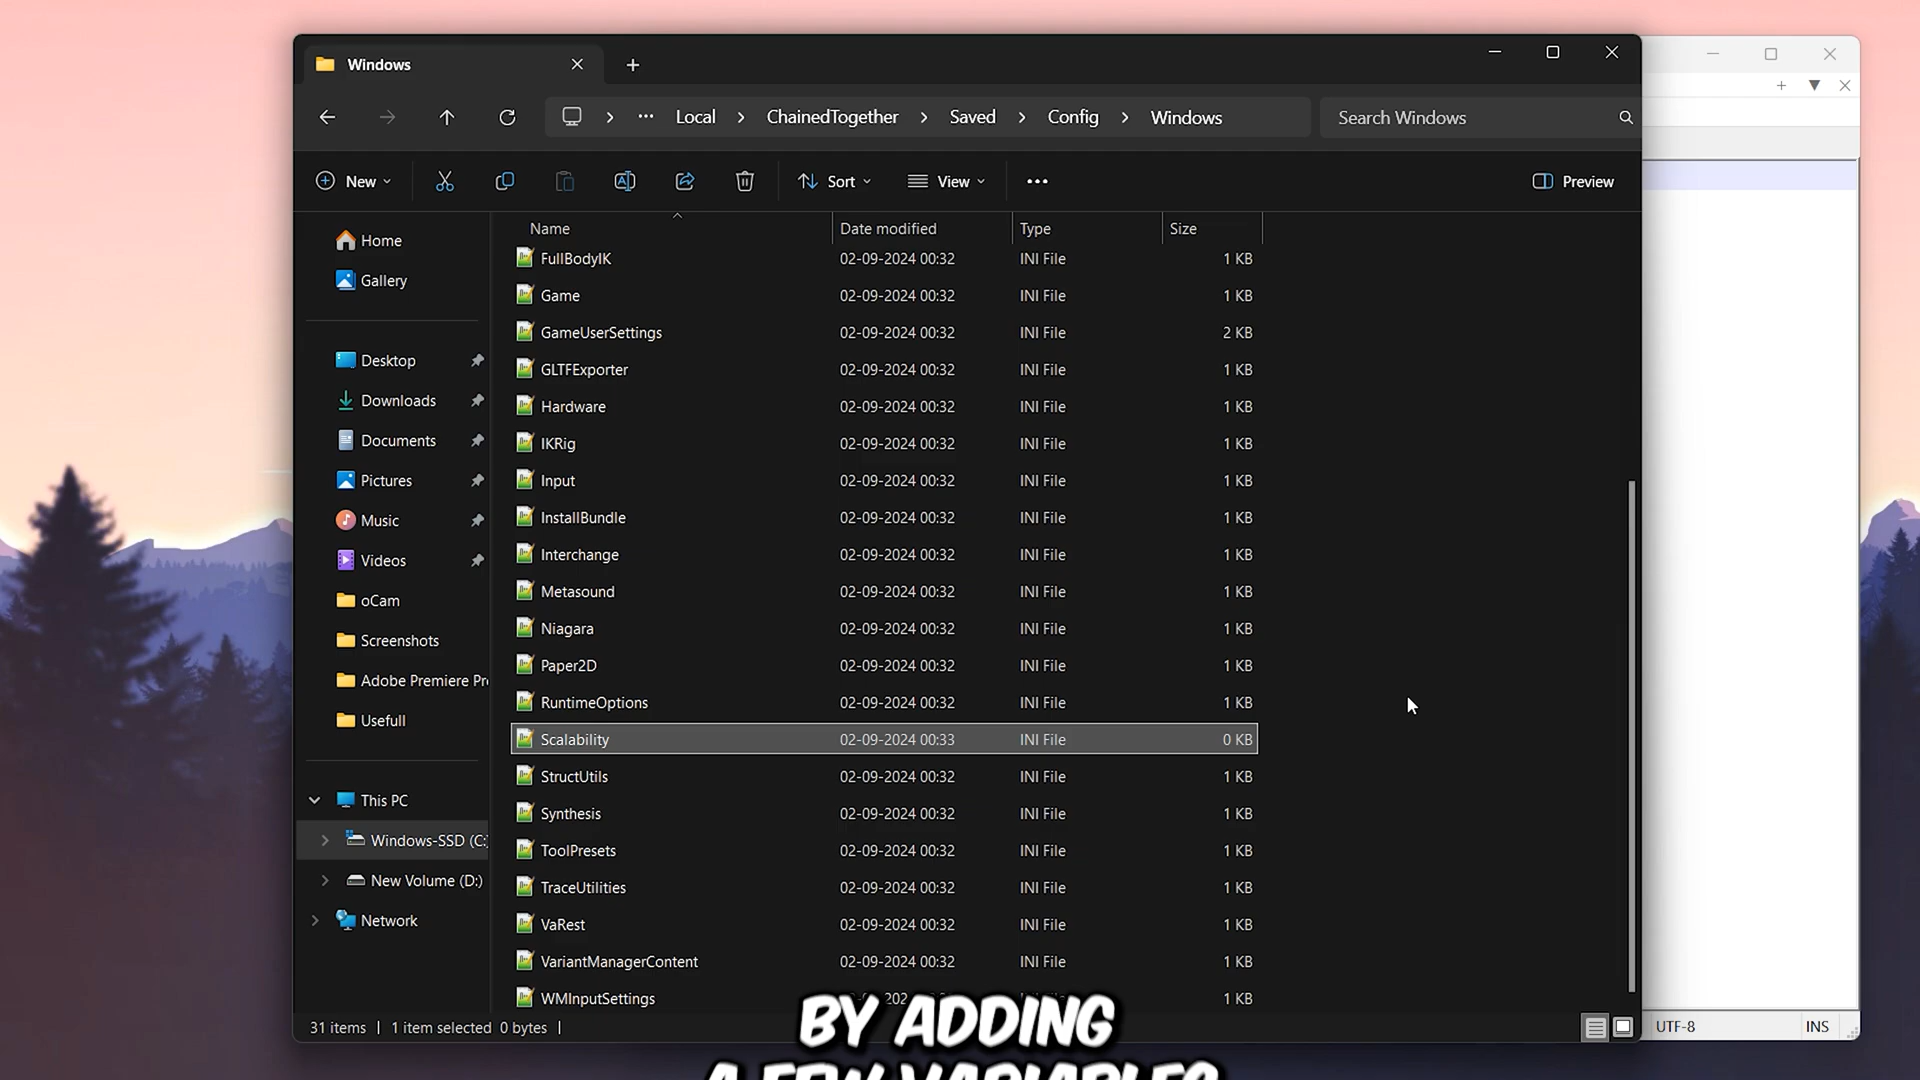 Windows
Local > ChainedTogether > Saved > Config > Windows
Search Windows
New
Sort
View
Preview
Name Date modified Type Size
Home
Gallery
Desktop
Downloads
Documents
Pictures
Music
Videos
oCam
Screenshots
Adobe Premiere Pr
Usefull
This PC
Windows-SSD (C:
New Volume (D:)
Network
FullBodyIK 02-09-2024 00:32 INI File 1 KB
Game 02-09-2024 00:32 INI File 1 KB
GameUserSettings 02-09-2024 00:32 INI File 2 KB
GLTFExporter 02-09-2024 00:32 INI File 1 KB
Hardware 02-09-2024 00:32 INI File 1 KB
IKRig 02-09-2024 00:32 INI File 1 KB
Input 02-09-2024 00:32 INI File 1 KB
InstallBundle 02-09-2024 00:32 INI File 1 KB
Interchange 02-09-2024 00:32 INI File 1 KB
Metasound 02-09-2024 00:32 INI File 1 KB
Niagara 02-09-2024 00:32 INI File 1 KB
Paper2D 02-09-2024 00:32 INI File 1 KB
RuntimeOptions 02-09-2024 00:32 INI File 1 KB
Scalability 02-09-2024 00:33 INI File 0 KB
StructUtils 02-09-2024 00:32 INI File 1 KB
Synthesis 02-09-2024 00:32 INI File 1 KB
ToolPresets 02-09-2024 00:32 INI File 1 KB
TraceUtilities 02-09-2024 00:32 INI File 1 KB
VaRest 02-09-2024 00:32 INI File 1 KB
VariantManagerContent 02-09-2024 00:32 INI File 1 KB
WMInputSettings 1 KB
31 items | 1 item selected 0 bytes |
UTF-8 INS
BY ADDING
A FEW VARIABLES